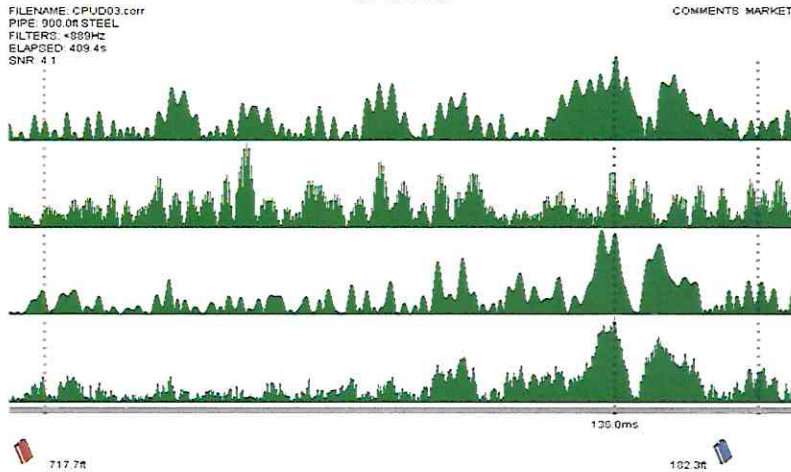 FILENAME: CPUD03.corr
PIPE: 900.0ft STEEL
FILTERS: <889Hz
ELAPSED: 409.4s
SNR: 4.1
COMMENTS: MARKET
136.0ms
717.7ft
182.3ft